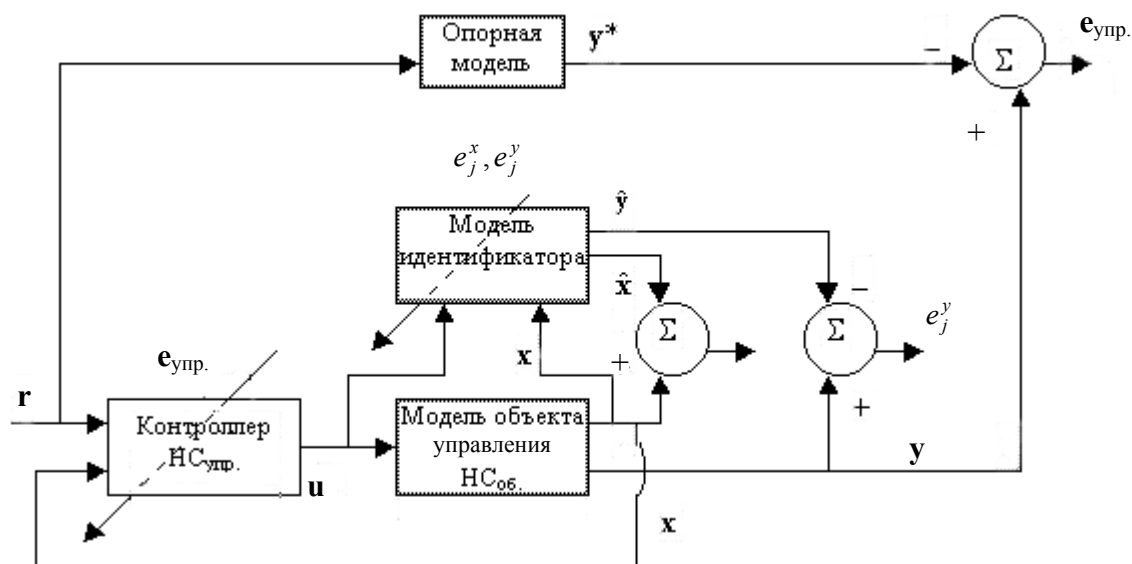 Опорная
модель
y*
−
Σ
e упр.
+
e_j^x, e_j^y
Модель
идентификатора
ŷ
x̂
−
Σ
+
Σ
e_j^y
+
x
e упр.
r
Контроллер
НС упр.
u
Модель объекта
управления
НС об.
y
x